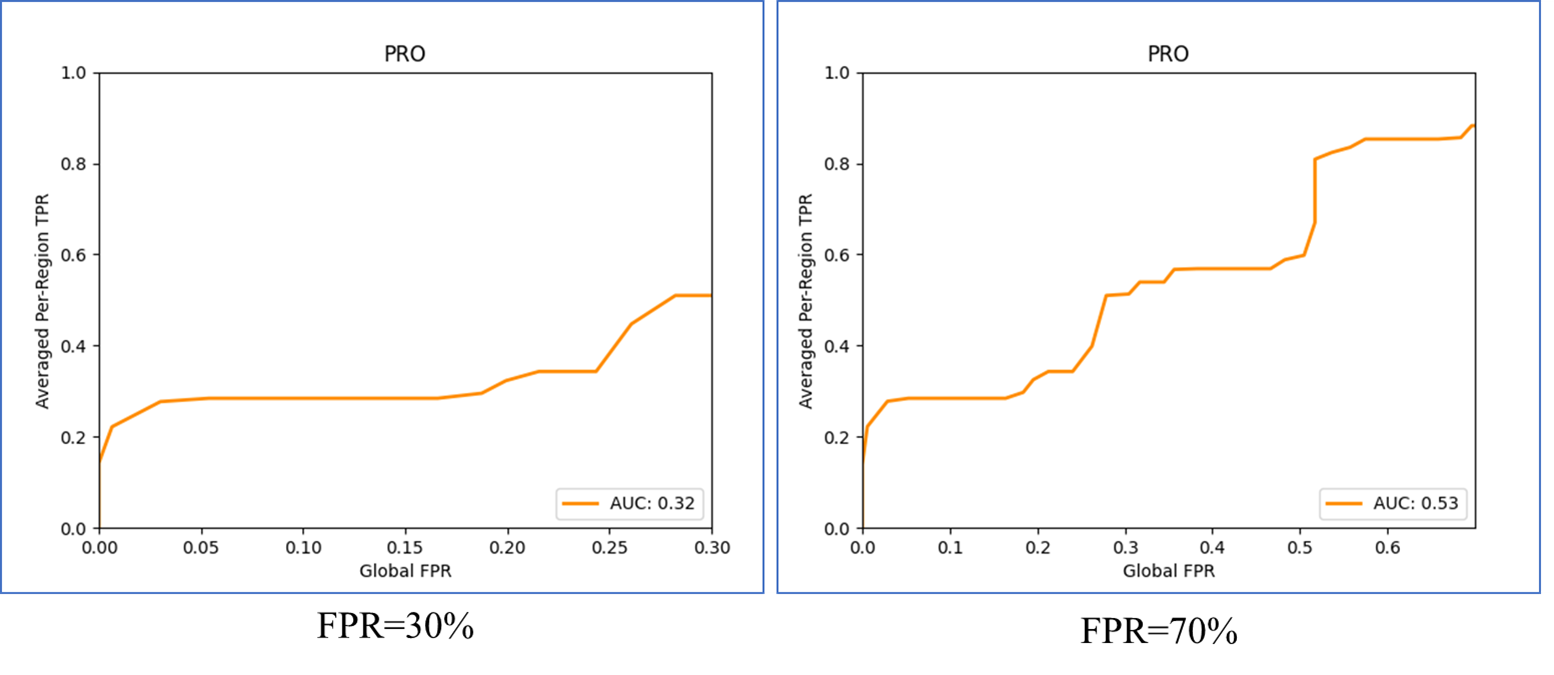 PRO
1.0
0.8
0.6
0.4
0.2
0.0
Averaged Per-Region TPR
AUC: 0.32
0.00 0.05 0.10 0.15 0.20 0.25 0.30
Global FPR
FPR=30%
PRO
1.0
0.8
0.6
0.4
0.2
0.0
Averaged Per-Region TPR
AUC: 0.53
0.0 0.1 0.2 0.3 0.4 0.5 0.6
Global FPR
FPR=70%